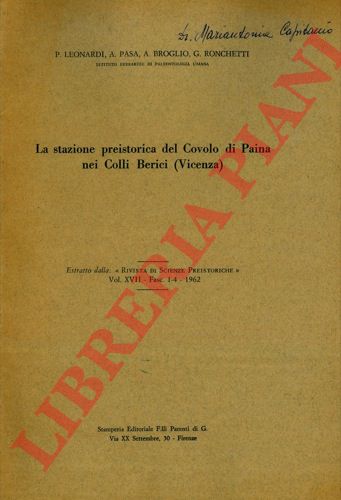 Dr. Mariantonia Capitanio
P. LEONARDI, A. PASA, A. BROGLIO, G. RONCHETTI
ISTITUTO FERRARESE DI PALEONTOLOGIA UMANA
La stazione preistorica del Covolo di Paina
nei Colli Berici (Vicenza)
Estratto dalla: « RIVISTA DI SCIENZE PREISTORICHE »
Vol. XVII - Fasc. 1-4 - 1962
Stamperia Editoriale F.lli Parenti di G.
Via XX Settembre, 30 - Firenze
LIBRERIA PIANI